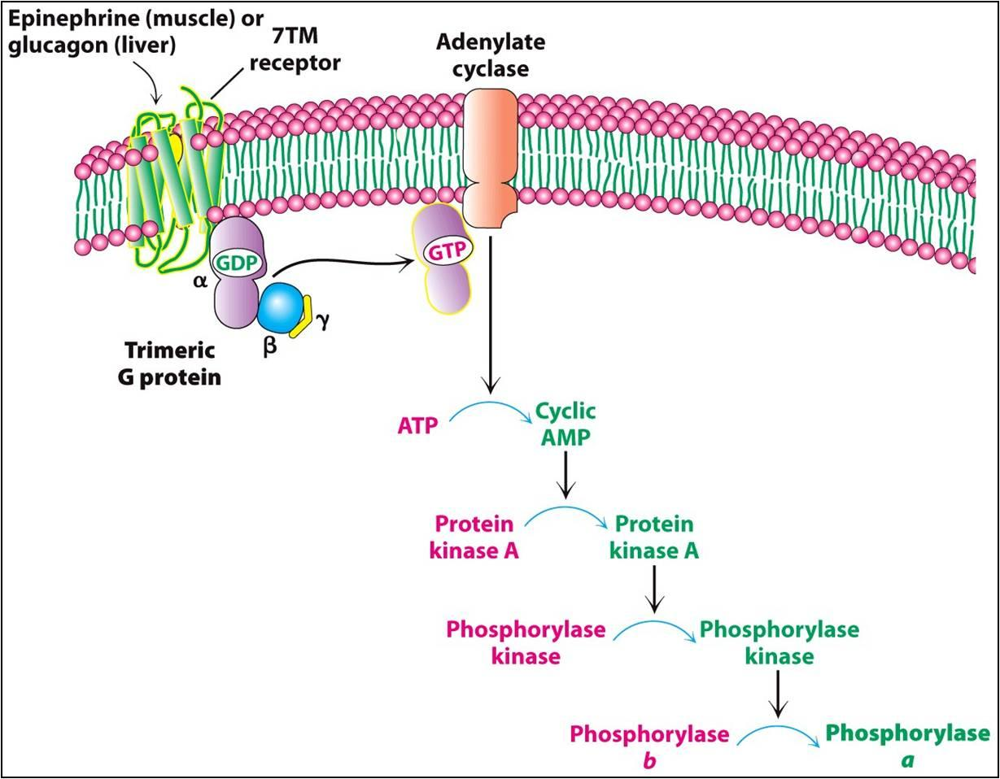 Epinephrine (muscle) or
glucagon (liver)
7TM
receptor
Adenylate
cyclase
GDP
GTP
α
β
γ
Trimeric
G protein
ATP
Cyclic
AMP
Protein
kinase A
Protein
kinase A
Phosphorylase
kinase
Phosphorylase
kinase
Phosphorylase
b
Phosphorylase
a